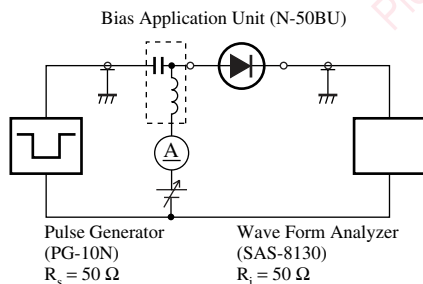 Bias Application Unit (N-50BU)
A
Pulse Generator
(PG-10N)
Rs = 50 Ω
Wave Form Analyzer
(SAS-8130)
Ri = 50 Ω